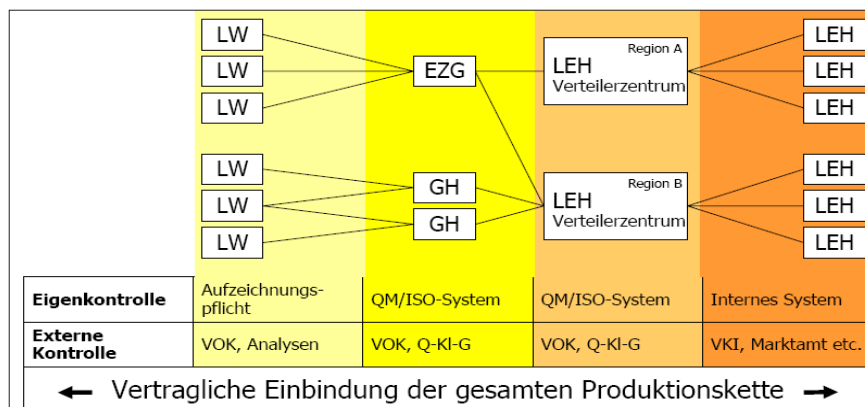 LW
LW
LW
EZG
Region A
LEH
Verteilerzentrum
LEH
LEH
LEH
LW
LW
LW
GH
GH
Region B
LEH
Verteilerzentrum
LEH
LEH
LEH
Eigenkontrolle
Aufzeichnungs-
pflicht
QM/ISO-System
QM/ISO-System
Internes System
Externe
Kontrolle
VOK, Analysen
VOK, Q-Kl-G
VOK, Q-Kl-G
VKI, Marktamt etc.
← Vertragliche Einbindung der gesamten Produktionskette →